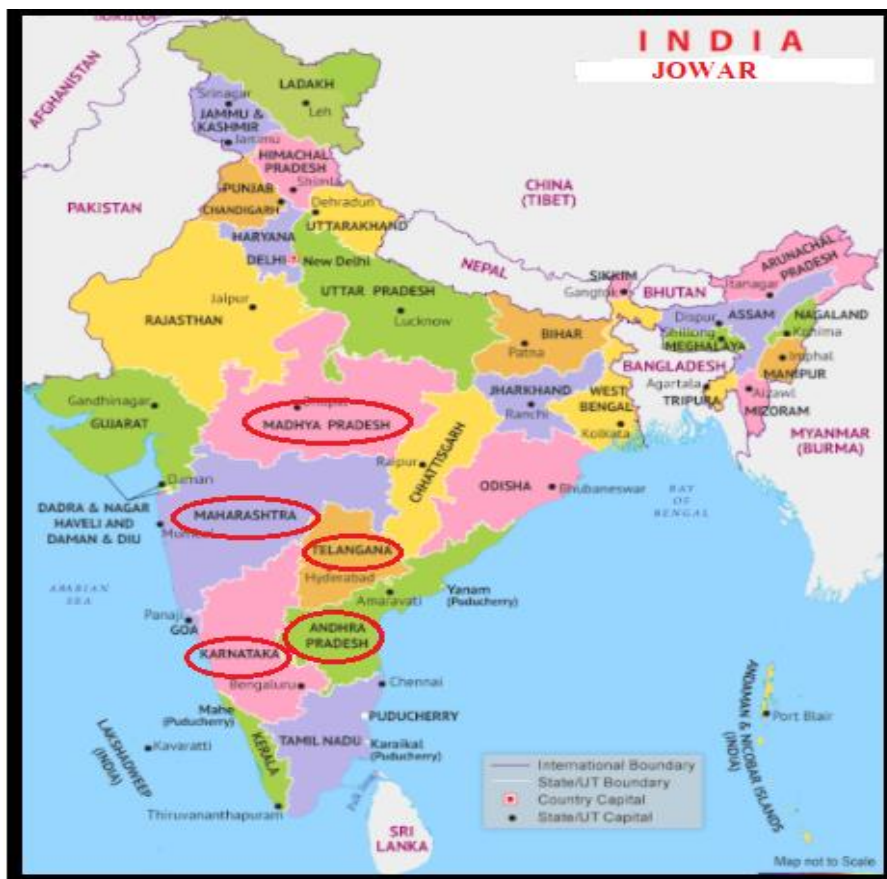 INDIA
JOWAR
AFGHANISTAN
LADAKH
Srinagar
Leh
JAMMU &
KASHMIR
Jammu
HIMACHAL
PRADESH
Shimla
PUNJAB
CHANDIGARH
Dehradun
UTTARAKHAND
CHINA
(TIBET)
PAKISTAN
HARYANA
DELHI
New Delhi
NEPAL
SIKKIM
Gangtok
BHUTAN
ARUNACHAL
PRADESH
Itanagar
UTTAR PRADESH
Lucknow
Jaipur
RAJASTHAN
BIHAR
Patna
Dispur
ASSAM
NAGALAND
Kohima
Shillong
MEGHALAYA
Imphal
MANIPUR
BANGLADESH
Agartala
TRIPURA
Aizawl
MIZORAM
MYANMAR
(BURMA)
JHARKHAND
Ranchi
WEST
BENGAL
Kolkata
Gandhinagar
GUJARAT
Bhopal
MADHYA PRADESH
Raipur
CHHATTISGARH
ODISHA
Bhubaneswar
BAY
OF
BENGAL
Daman
DADRA & NAGAR
HAVELI AND
DAMAN & DIU
MAHARASHTRA
Mumbai
TELANGANA
Hyderabad
Amaravati
Yanam
(Puducherry)
ARABIAN
SEA
Panaji
GOA
ANDHRA
PRADESH
KARNATAKA
Bengaluru
Chennai
Mahe
(Puducherry)
PUDUCHERRY
LAKSHADWEEP
(INDIA)
Kavaratti
KERALA
TAMIL NADU
Karaikal
(Puducherry)
Thiruvananthapuram
SRI
LANKA
ANDAMAN & NICOBAR ISLANDS
(INDIA)
Port Blair
International Boundary
State/UT Boundary
Country Capital
State/UT Capital
Map not to Scale